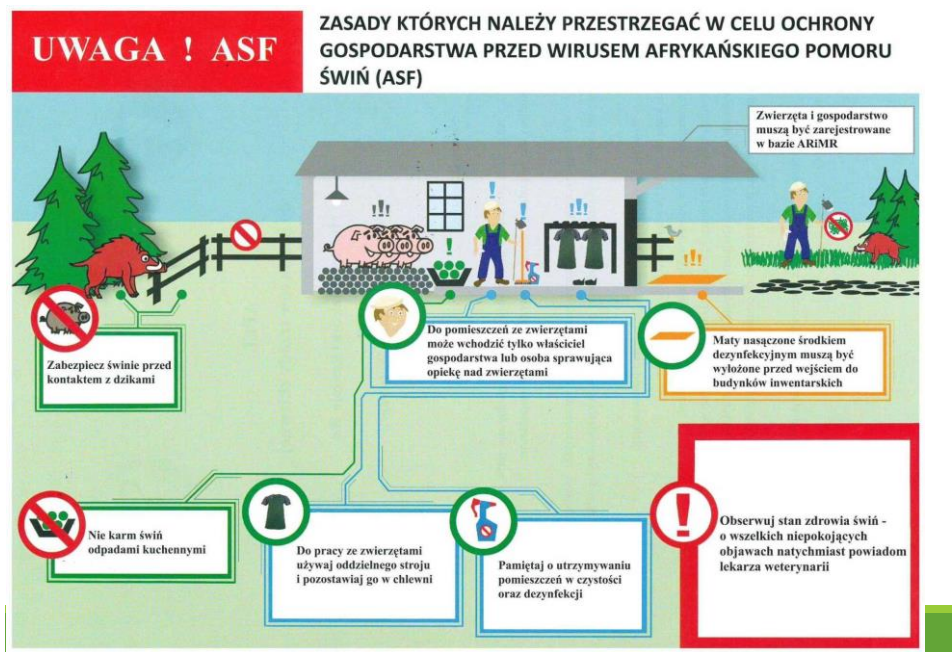 UWAGA ! ASF
ZASADY KTÓRYCH NALEŻY PRZESTRZEGAĆ W CELU OCHRONY
GOSPODARSTWA PRZED WIRUSEM AFRYKAŃSKIEGO POMORU
ŚWIŃ (ASF)
Zwierzęta i gospodarstwo
muszą być zarejestrowane
w bazie ARiMR
Zabezpiecz świnie przed
kontaktem z dzikami
Do pomieszczeń ze zwierzętami
może wchodzić tylko właściciel
gospodarstwa lub osoba sprawująca
opiekę nad zwierzętami
Maty nasączone środkiem
dezynfekcyjnym muszą być
wyłożone przed wejściem do
budynków inwentarskich
Nie karm świń
odpadami kuchennymi
Do pracy ze zwierzętami
używaj oddzielnego stroju
i pozostawiaj go w chlewni
Pamiętaj o utrzymywaniu
pomieszczeń w czystości
oraz dezynfekcji
Obserwuj stan zdrowia świń -
o wszelkich niepokojących
objawach natychmiast powiadom
lekarza weterynarii